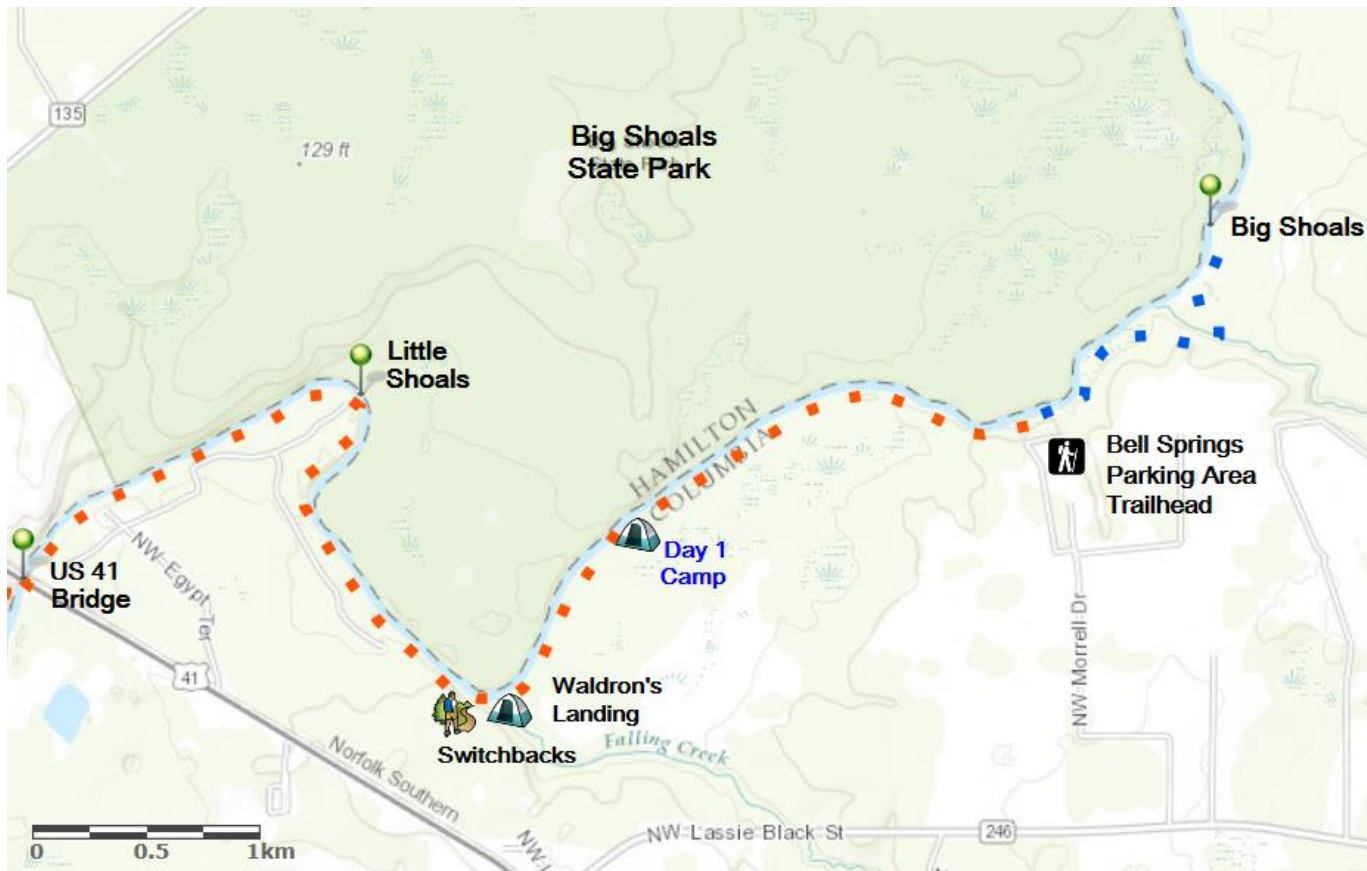 135
129 ft
Big Shoals
State Park
Big Shoals
Little
Shoals
HAMILTON
COLUMBIA
Bell Springs
Parking Area
Trailhead
Day 1
Camp
US 41
Bridge
NW Egypt Ter
41
Waldron's
Landing
Switchbacks
Falling Creek
NW Morrell Dr
Norfolk Southern
NW Lassie Black St
246
0 0.5 1km